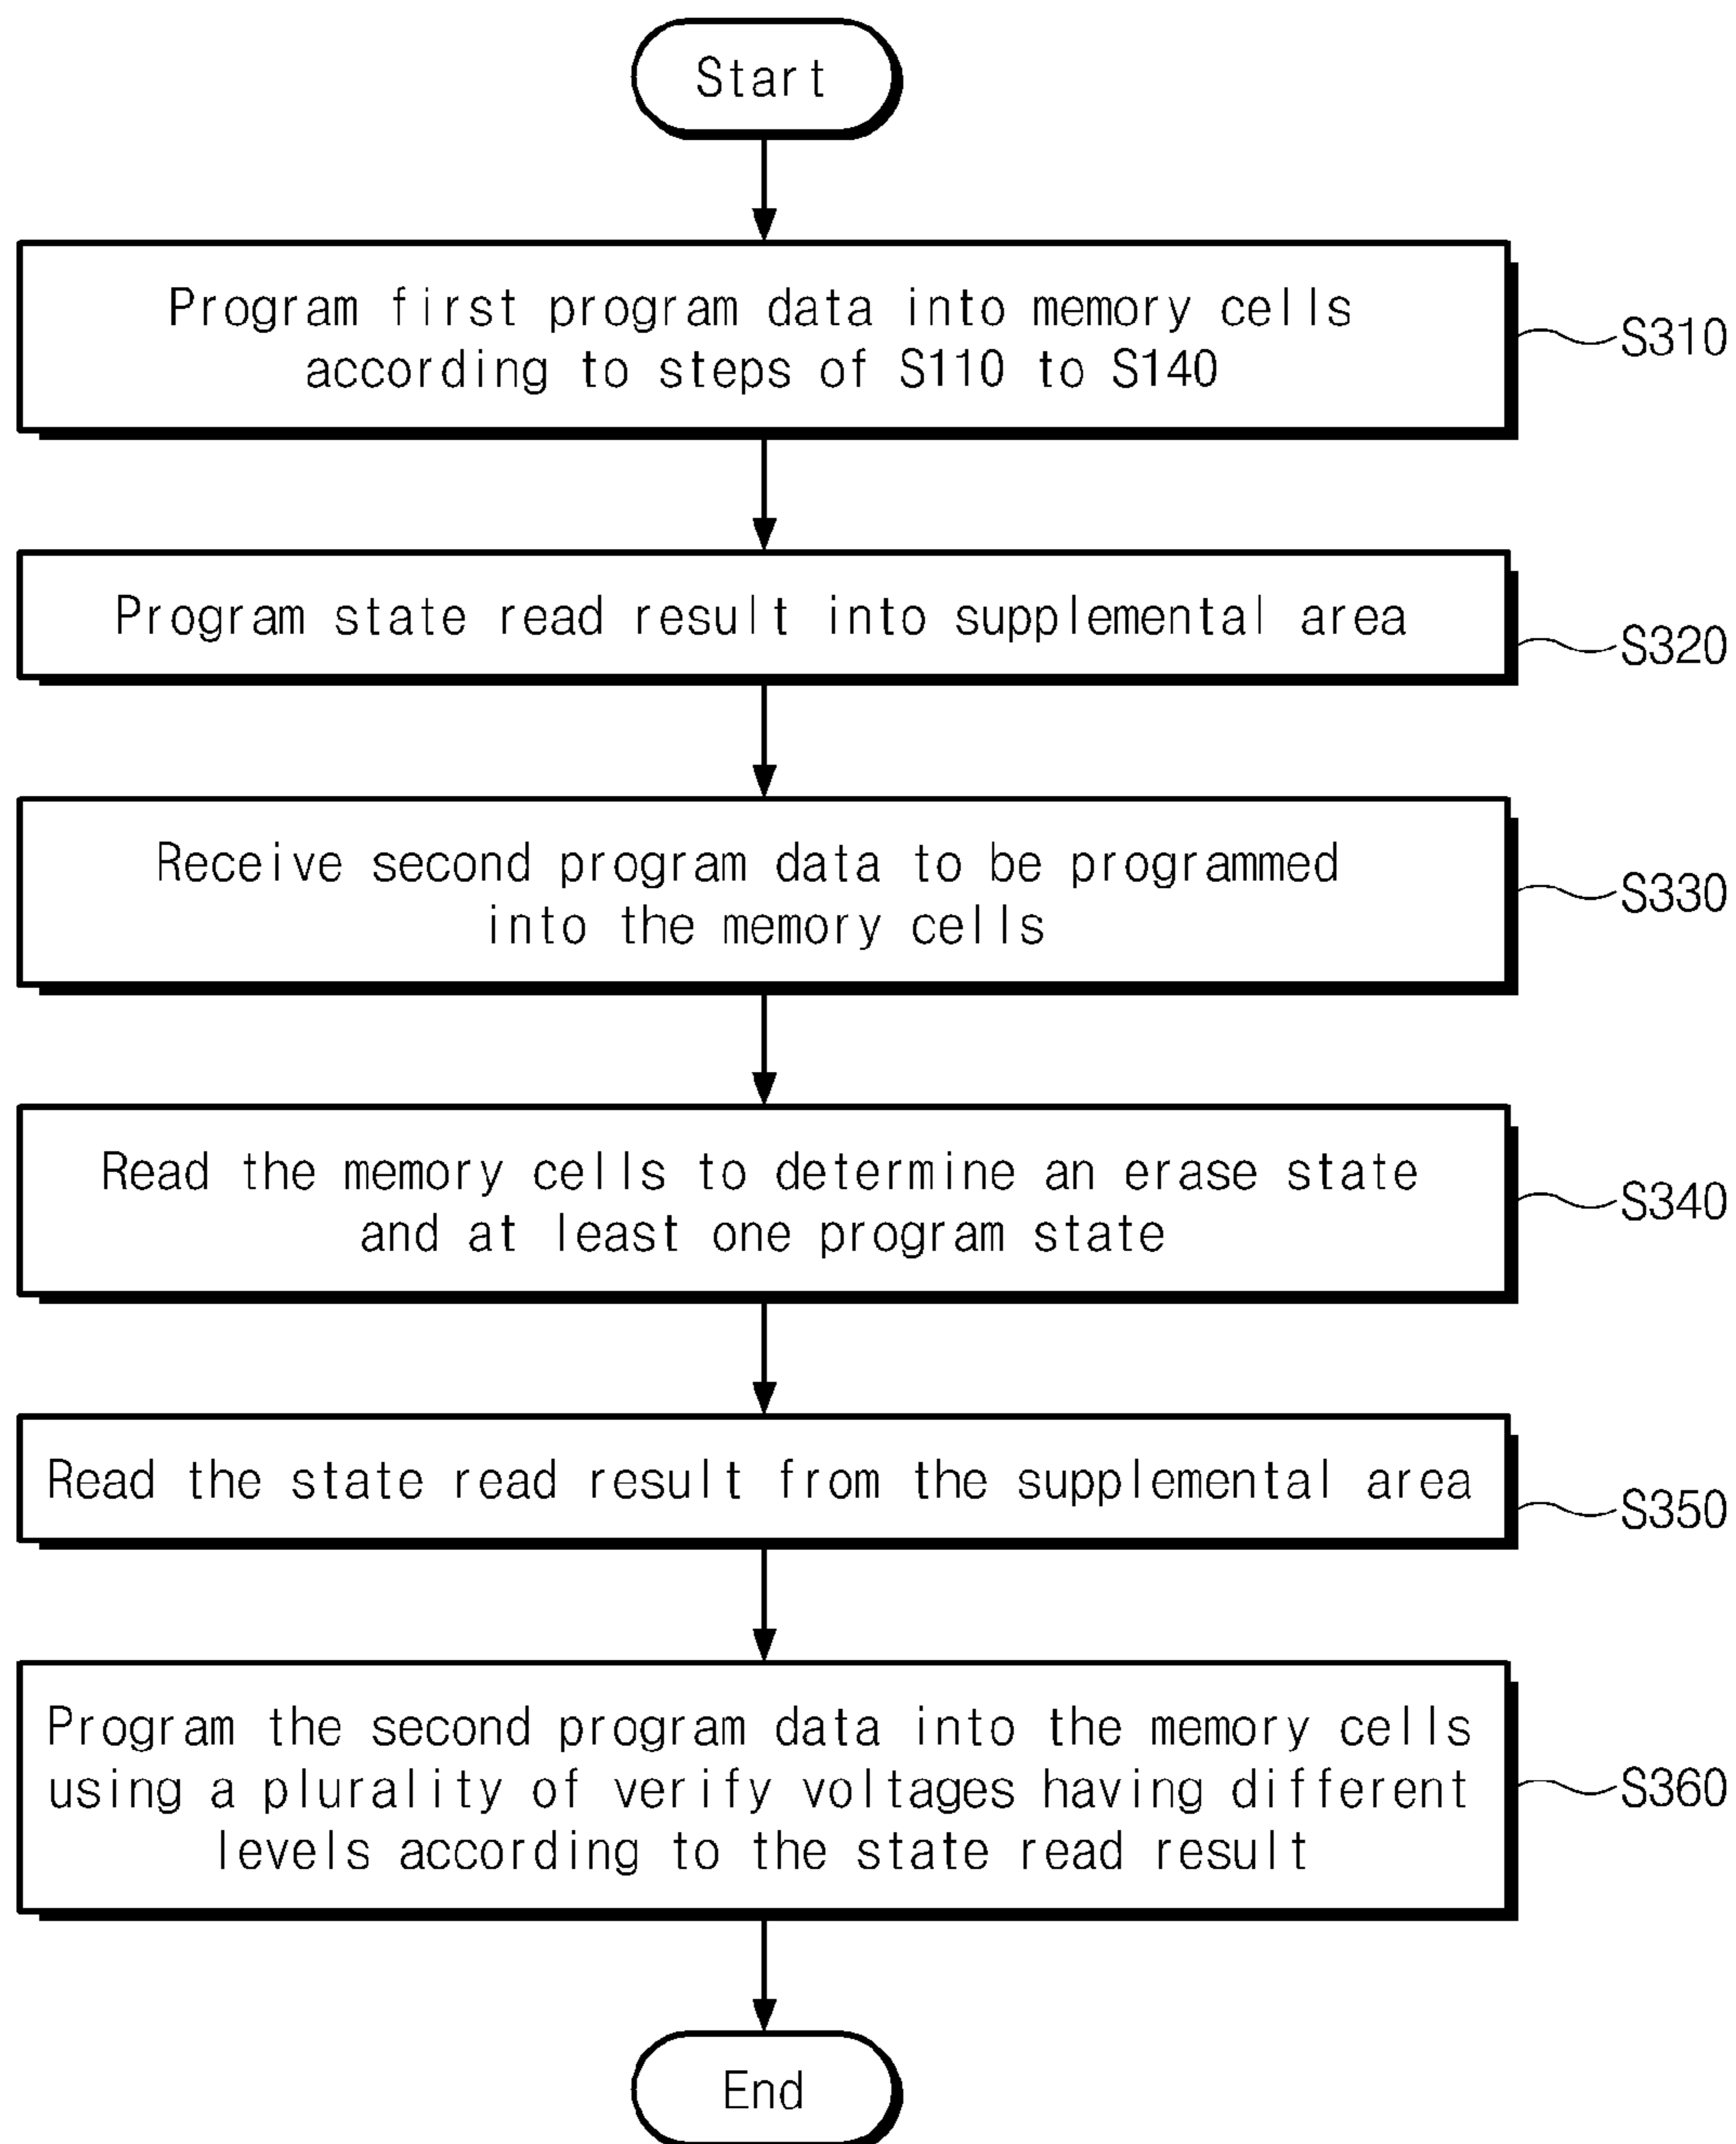 Start
Program first program data into memory cells
according to steps of S110 to S140
S310
Program state read result into supplemental area
S320
Receive second program data to be programmed
into the memory cells
S330
Read the memory cells to determine an erase state
and at least one program state
S340
Read the state read result from the supplemental area
S350
Program the second program data into the memory cells
using a plurality of verify voltages having different
levels according to the state read result
S360
End